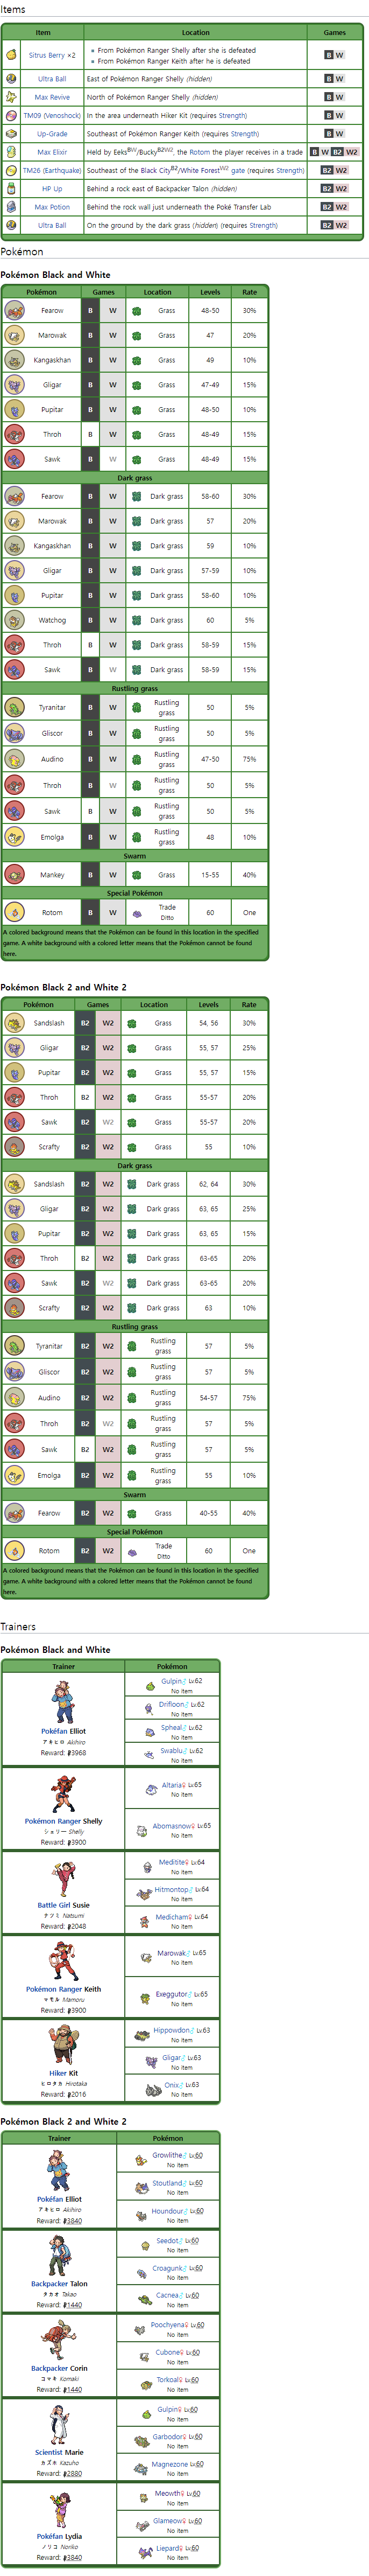 Items
Item Location Games
Sitrus Berry ×2 From Pokémon Ranger Shelly after she is defeated B W
From Pokémon Ranger Keith after he is defeated
Ultra Ball East of Pokémon Ranger Shelly (hidden) B W
Max Revive North of Pokémon Ranger Shelly (hidden) B W
TM09 (Venoshock) In the area underneath Hiker Kit (requires Strength) B W
Up-Grade Southeast of Pokémon Ranger Keith (requires Strength) B W
Max Elixir Held by EeksBW/BuckyB2W2, the Rotom the player receives in a trade B W B2 W2
TM26 (Earthquake) Southeast of the Black CityB2/White ForestW2 gate (requires Strength) B2 W2
HP Up Behind a rock east of Backpacker Talon (hidden) B2 W2
Max Potion Behind the rock wall just underneath the Poké Transfer Lab B2 W2
Ultra Ball On the ground by the dark grass (hidden) (requires Strength) B2 W2
Pokémon
Pokémon Black and White
Pokémon Games Location Levels Rate
Fearow B W Grass 48-50 30%
Marowak B W Grass 47 20%
Kangaskhan B W Grass 49 10%
Gligar B W Grass 47-49 15%
Pupitar B W Grass 48-50 10%
Throh B W Grass 48-49 15%
Sawk B W Grass 48-49 15%
Dark grass
Fearow B W Dark grass 58-60 30%
Marowak B W Dark grass 57 20%
Kangaskhan B W Dark grass 59 10%
Gligar B W Dark grass 57-59 10%
Pupitar B W Dark grass 58-60 10%
Watchog B W Dark grass 60 5%
Throh B W Dark grass 58-59 15%
Sawk B W Dark grass 58-59 15%
Rustling grass
Tyranitar B W Rustling grass 50 5%
Gliscor B W Rustling grass 50 5%
Audino B W Rustling grass 47-50 75%
Throh B W Rustling grass 50 5%
Sawk B W Rustling grass 50 5%
Emolga B W Rustling grass 48 10%
Swarm
Mankey B W Grass 15-55 40%
Special Pokémon
Rotom B W Trade Ditto 60 One
A colored background means that the Pokémon can be found in this location in the specified
game. A white background with a colored letter means that the Pokémon cannot be found
here.
Pokémon Black 2 and White 2
Pokémon Games Location Levels Rate
Sandslash B2 W2 Grass 54, 56 30%
Gligar B2 W2 Grass 55, 57 25%
Pupitar B2 W2 Grass 55, 57 15%
Throh B2 W2 Grass 55-57 20%
Sawk B2 W2 Grass 55-57 20%
Scrafty B2 W2 Grass 55 10%
Dark grass
Sandslash B2 W2 Dark grass 62, 64 30%
Gligar B2 W2 Dark grass 63, 65 25%
Pupitar B2 W2 Dark grass 63, 65 15%
Throh B2 W2 Dark grass 63-65 20%
Sawk B2 W2 Dark grass 63-65 20%
Scrafty B2 W2 Dark grass 63 10%
Rustling grass
Tyranitar B2 W2 Rustling grass 57 5%
Gliscor B2 W2 Rustling grass 57 5%
Audino B2 W2 Rustling grass 54-57 75%
Throh B2 W2 Rustling grass 57 5%
Sawk B2 W2 Rustling grass 57 5%
Emolga B2 W2 Rustling grass 55 10%
Swarm
Fearow B2 W2 Grass 40-55 40%
Special Pokémon
Rotom B2 W2 Trade Ditto 60 One
A colored background means that the Pokémon can be found in this location in the specified
game. A white background with a colored letter means that the Pokémon cannot be found
here.
Trainers
Pokémon Black and White
Trainer Pokémon
Pokéfan Elliot
アキヒロ Akihiro
Reward: 3968
Gulpin♂ Lv.62
No item
Drifloon♂ Lv.62
No item
Spheal♂ Lv.62
No item
Swablu♂ Lv.62
No item
Pokémon Ranger Shelly
シェリー Shelly
Reward: 3900
Altaria♀ Lv.65
No item
Abomasnow♀ Lv.65
No item
Battle Girl Susie
ナツミ Natsumi
Reward: 2048
Meditite♀ Lv.64
No item
Hitmontop♂ Lv.64
No item
Medicham♀ Lv.64
No item
Pokémon Ranger Keith
マモル Mamoru
Reward: 3900
Marowak♂ Lv.65
No item
Exeggutor♂ Lv.65
No item
Hiker Kit
ヒロタカ Hirotaka
Reward: 2016
Hippowdon♂ Lv.63
No item
Gligar♂ Lv.63
No item
Onix♂ Lv.63
No item
Pokémon Black 2 and White 2
Trainer Pokémon
Pokéfan Elliot
アキヒロ Akihiro
Reward: 3840
Growlithe♂ Lv.60
No item
Stoutland♂ Lv.60
No item
Houndour♂ Lv.60
No item
Backpacker Talon
タカオ Takao
Reward: 1440
Seedot♂ Lv.60
No item
Croagunk♂ Lv.60
No item
Cacnea♂ Lv.60
No item
Backpacker Corin
コマキ Komaki
Reward: 1440
Poochyena♀ Lv.60
No item
Cubone♀ Lv.60
No item
Torkoal♀ Lv.60
No item
Scientist Marie
カズホ Kazuho
Reward: 2880
Gulpin♀ Lv.60
No item
Garbodor♀ Lv.60
No item
Magnezone Lv.60
No item
Pokéfan Lydia
ノリコ Noriko
Reward: 3840
Meowth♀ Lv.60
No item
Glameow♀ Lv.60
No item
Liepard♀ Lv.60
No item